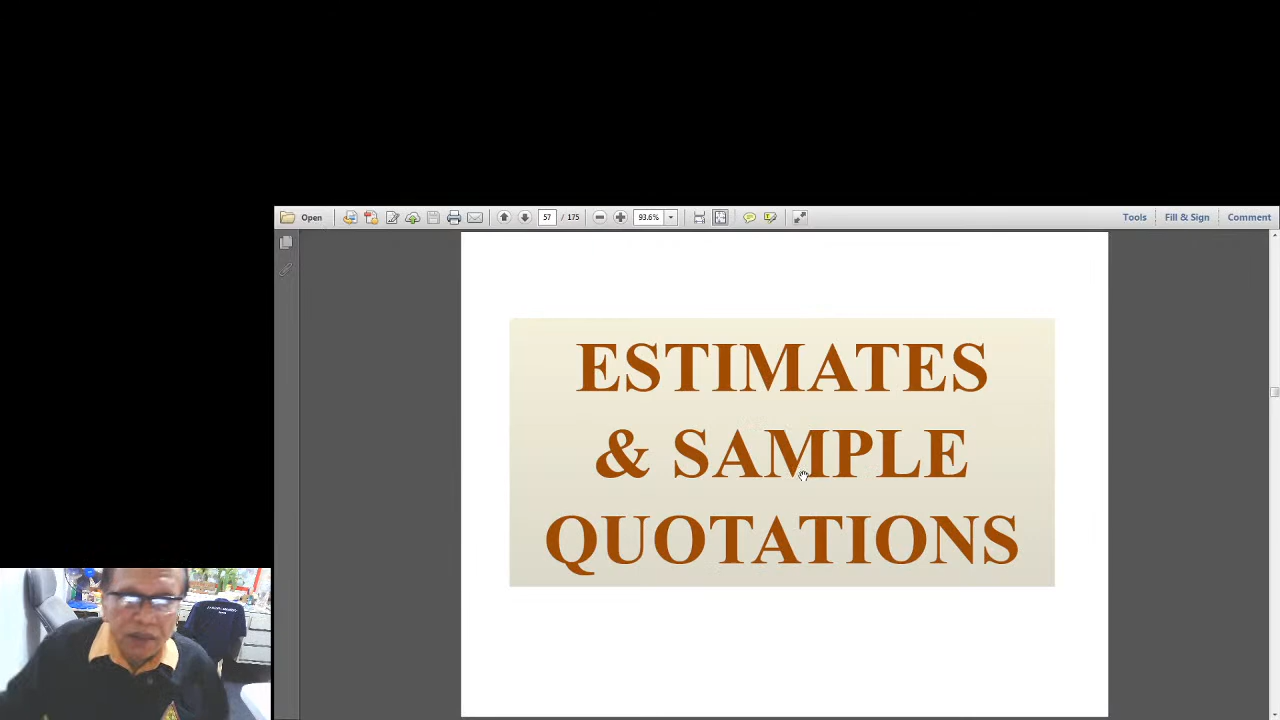 Open
57 / 175
93.6%
Tools
Fill & Sign
Comment
ESTIMATES
& SAMPLE
QUOTATIONS